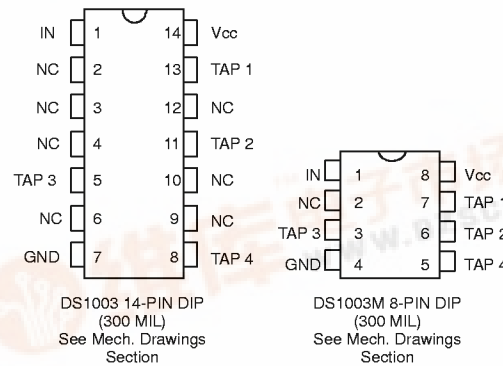 IN 1 14 Vcc
NC 2 13 TAP 1
NC 3 12 NC
NC 4 11 TAP 2
TAP 3 5 10 NC
NC 6 9 NC
GND 7 8 TAP 4
DS1003 14-PIN DIP
(300 MIL)
See Mech. Drawings
Section
IN 1 8 Vcc
NC 2 7 TAP 1
TAP 3 3 6 TAP 2
GND 4 5 TAP 4
DS1003M 8-PIN DIP
(300 MIL)
See Mech. Drawings
Section